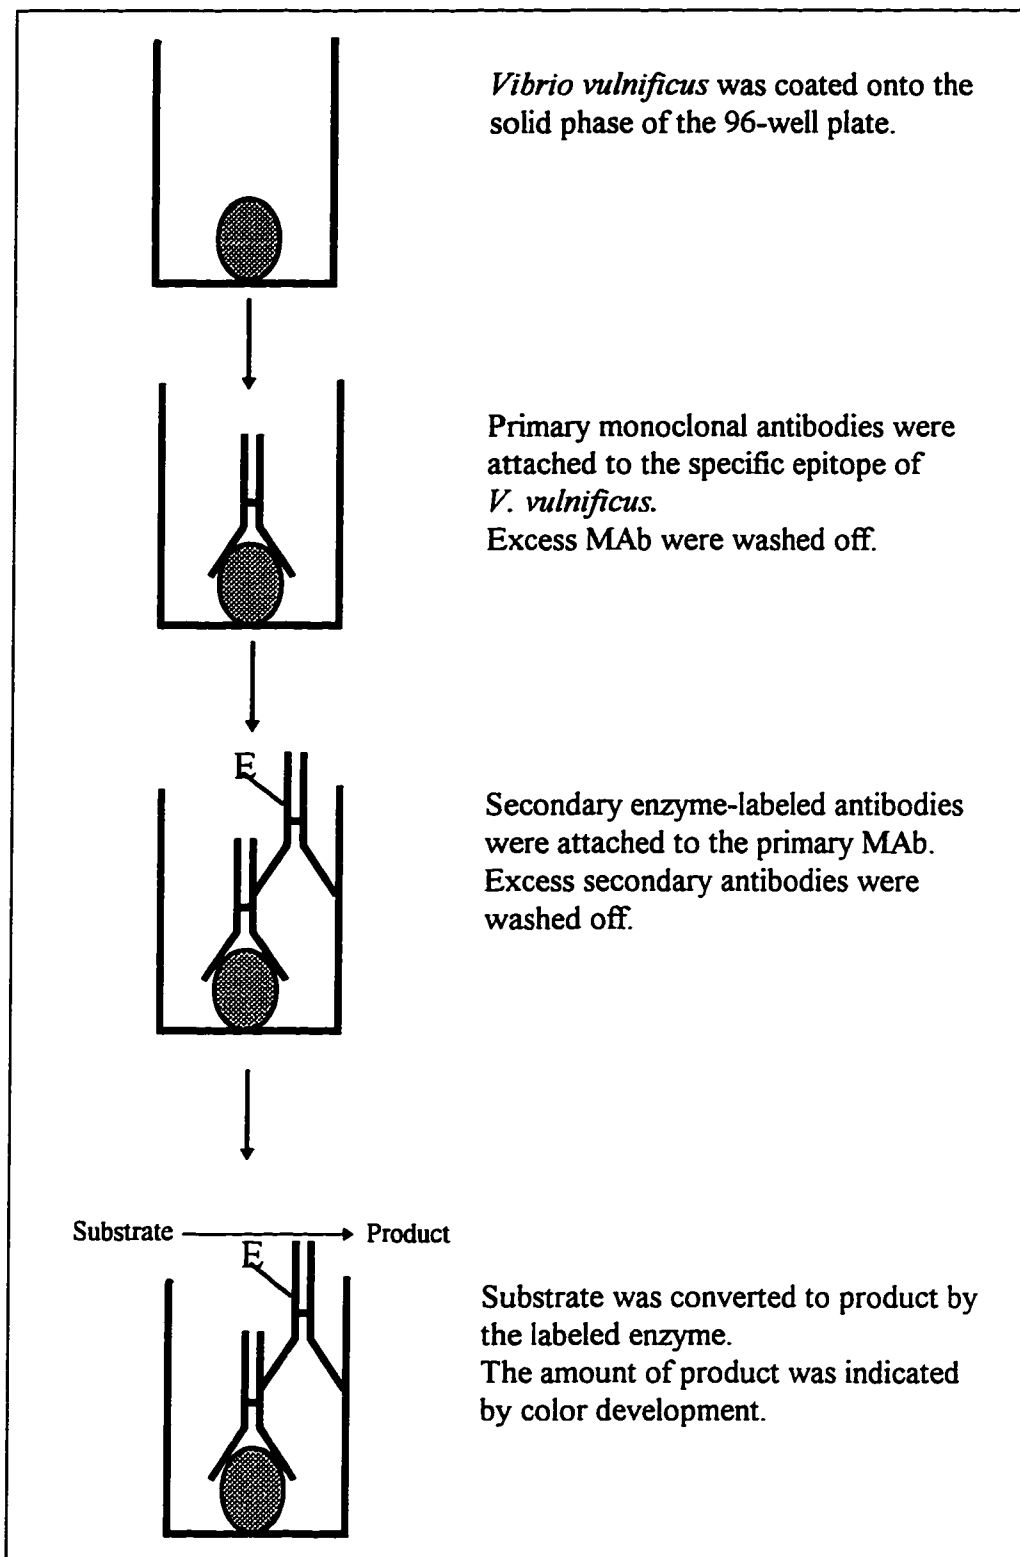 Vibrio vulnificus was coated onto the
solid phase of the 96-well plate.
Primary monoclonal antibodies were
attached to the specific epitope of
V. vulnificus.
Excess MAb were washed off.
E
Secondary enzyme-labeled antibodies
were attached to the primary MAb.
Excess secondary antibodies were
washed off.
Substrate
Product
E
Substrate was converted to product by
the labeled enzyme.
The amount of product was indicated
by color development.